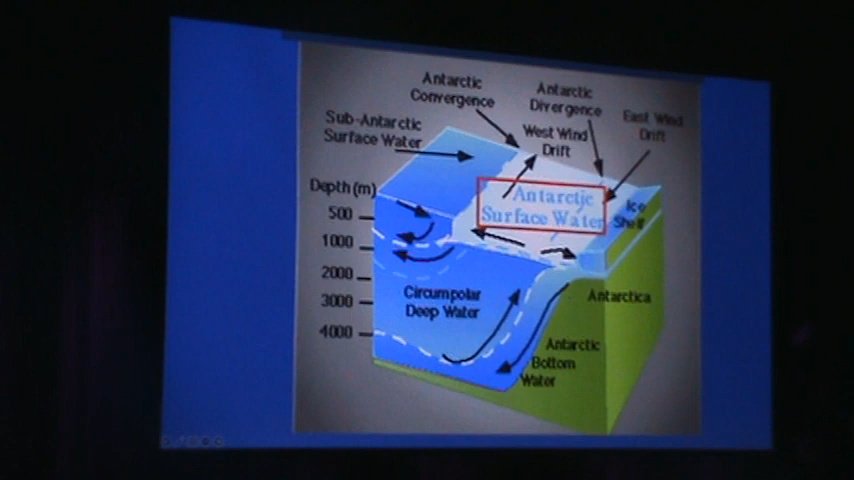 Antarctic
Convergence
Antarctic
Divergence
East Wind
Drift
Sub-Antarctic
Surface Water
West Wind
Drift
Depth (m)
Antarctic
Surface Water
Ice
Shelf
500
1000
2000
3000
4000
Circumpolar
Deep Water
Antarctica
Antarctic
Bottom
Water